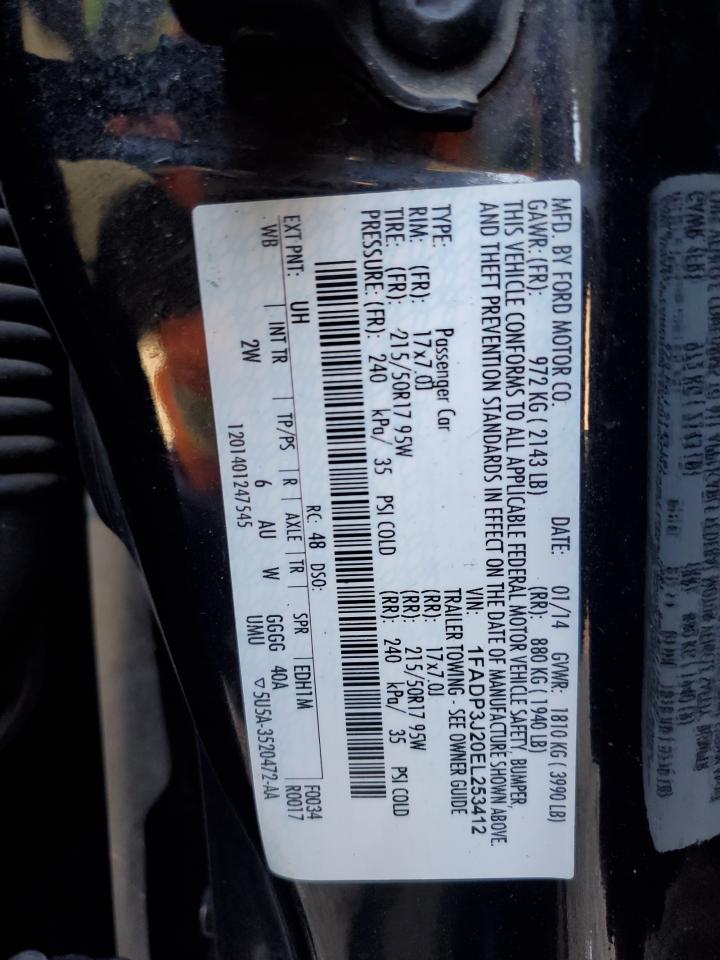 MFD. BY FORD MOTOR CO. DATE: 01/14 GVWR: 1810 KG ( 3990 LB)
GAWR: (FR): 972 KG ( 2143 LB) (RR): 880 KG ( 1940 LB)
THIS VEHICLE CONFORMS TO ALL APPLICABLE FEDERAL MOTOR VEHICLE SAFETY, BUMPER,
AND THEFT PREVENTION STANDARDS IN EFFECT ON THE DATE OF MANUFACTURE SHOWN ABOVE.
VIN: 1FADP3J20EL253412
TYPE: Passenger Car TRAILER TOWING - SEE OWNER GUIDE
RIM: (FR): 17x7.0J (RR): 17x7.0J
TIRE: (FR): 215/50R17 95W (RR): 215/50R17 95W
PRESSURE: (FR): 240 kPa/ 35 PSI COLD (RR): 240 kPa/ 35 PSI COLD
F0034
EXT PNT: UH RC: 48 DSO: R0017
WB | INT TR | TP/PS | R | AXLE | TR | SPR | EDH1M
2W 6 AU W GGGG 40A
1201401247545 UMU ▽5U5A-3520472-AA